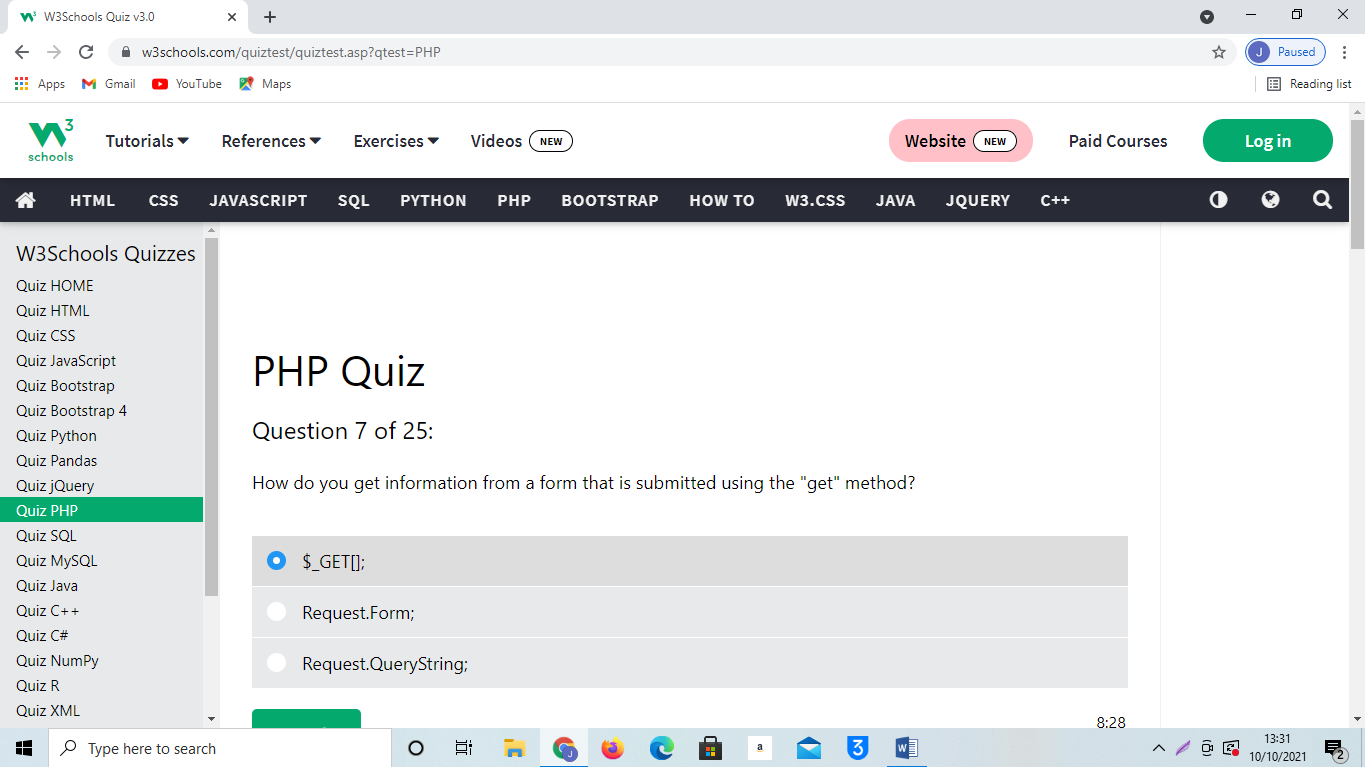 W3Schools Quiz v3.0
w3schools.com/quiztest/quiztest.asp?qtest=PHP
J Paused
Apps Gmail YouTube Maps Reading list
W3 schools
Tutorials References Exercises Videos NEW Website NEW Paid Courses Log in
HTML CSS JAVASCRIPT SQL PYTHON PHP BOOTSTRAP HOW TO W3.CSS JAVA JQUERY C++
W3Schools Quizzes
Quiz HOME
Quiz HTML
Quiz CSS
Quiz JavaScript
Quiz Bootstrap
Quiz Bootstrap 4
Quiz Python
Quiz Pandas
Quiz jQuery
Quiz PHP
Quiz SQL
Quiz MySQL
Quiz Java
Quiz C++
Quiz C#
Quiz NumPy
Quiz R
Quiz XML
PHP Quiz
Question 7 of 25:
How do you get information from a form that is submitted using the "get" method?
$_GET[];
Request.Form;
Request.QueryString;
8:28
Type here to search
J
a
3
W
13:31
10/10/2021
2